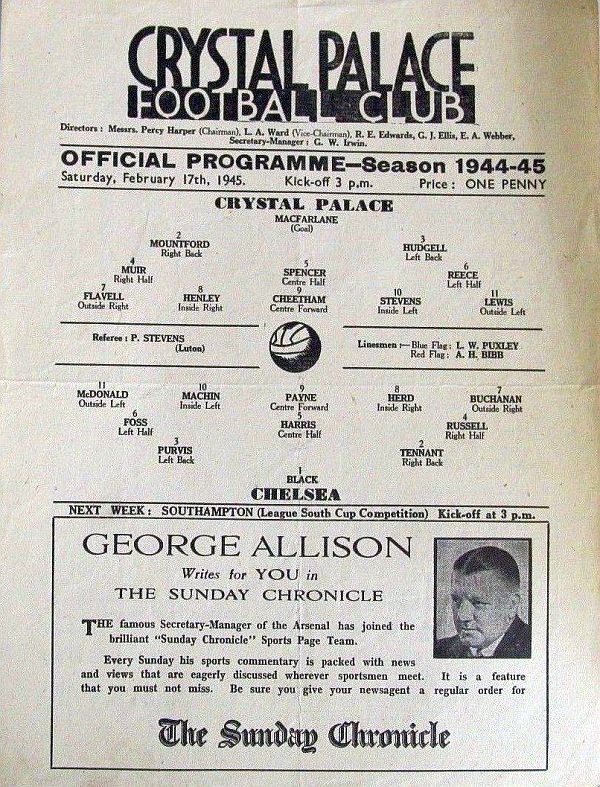 CRYSTAL PALACE
FOOTBALL CLUB
Directors : Messrs. Percy Harper (Chairman), L. A. Ward (Vice-Chairman), R. E. Edwards, G. J. Ellis, E. A. Webber,
Secretary-Manager : G. W. Irwin.
OFFICIAL PROGRAMME—Season 1944-45
Saturday, February 17th, 1945. Kick-off 3 p.m. Price : ONE PENNY
CRYSTAL PALACE
MACFARLANE
(Goal)
2 3
MOUNTFORD HUDGELL
Right Back Left Back
4 5 6
MUIR SPENCER REECE
Right Half Centre Half Left Half
7 8 9 10 11
FLAVELL HENLEY CHEETHAM STEVENS LEWIS
Outside Right Inside Right Centre Forward Inside Left Outside Left
Referee : P. STEVENS
(Luton)
Linesmen :— Blue Flag : L. W. PUXLEY
Red Flag : A. H. BIBB
11 10 9 8 7
McDONALD MACHIN PAYNE HERD BUCHANAN
Outside Left Inside Left Centre Forward Inside Right Outside Right
6 5 4
FOSS HARRIS RUSSELL
Left Half Centre Half Right Half
3 2
PURVIS TENNANT
Left Back Right Back
1
BLACK
CHELSEA
NEXT WEEK : SOUTHAMPTON (League South Cup Competition) Kick-off at 3 p.m.
GEORGE ALLISON
Writes for YOU in
THE SUNDAY CHRONICLE
THE famous Secretary-Manager of the Arsenal has joined the
brilliant "Sunday Chronicle" Sports Page Team.
Every Sunday his sports commentary is packed with news
and views that are eagerly discussed wherever sportsmen meet. It is a feature
that you must not miss. Be sure you give your newsagent a regular order for
The Sunday Chronicle